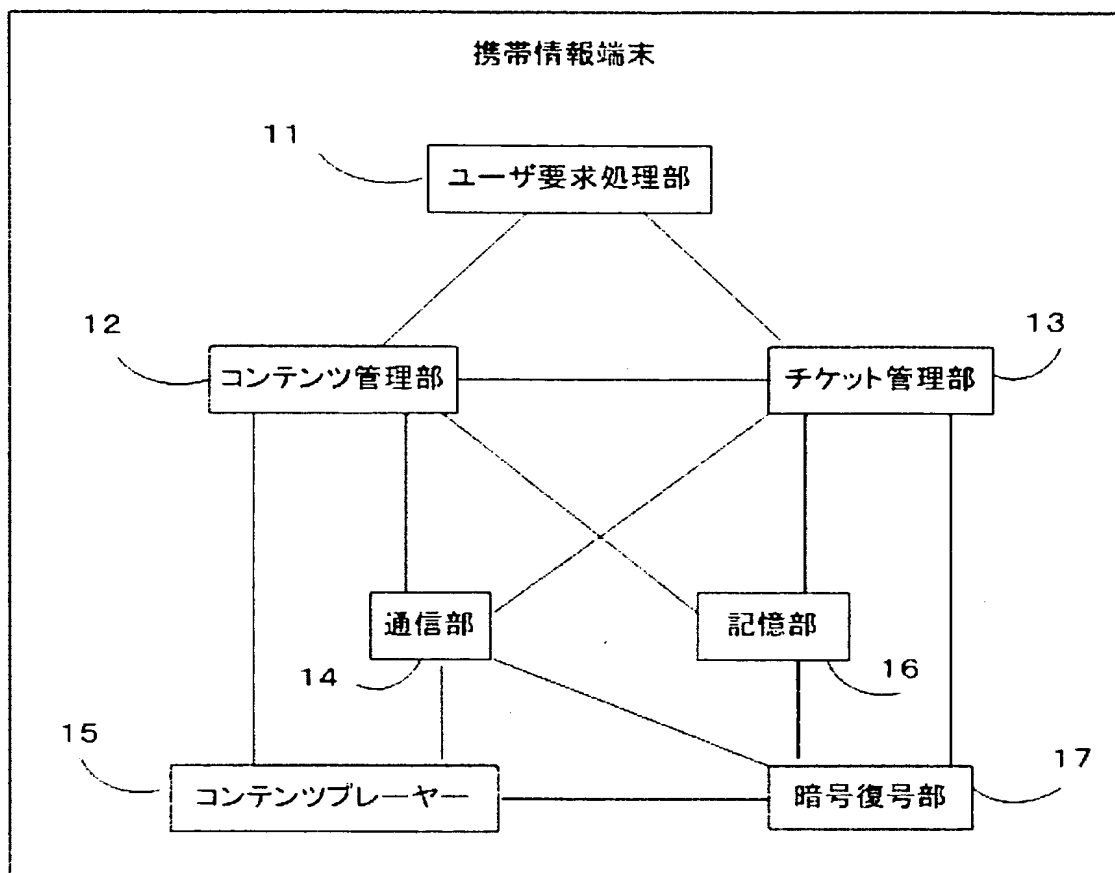 携帯情報端末
11
ユーザ要求処理部
12
13
コンテンツ管理部
チケット管理部
通信部
記憶部
14
16
15
17
コンテンツプレーヤー
暗号復号部